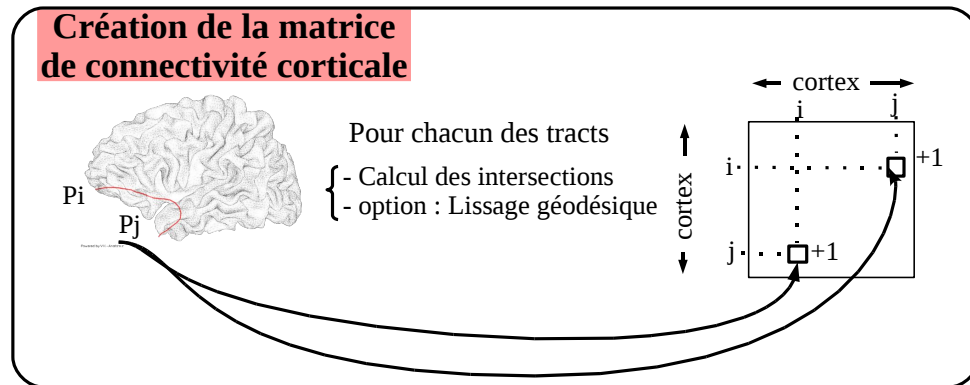 Création de la matrice
de connectivité corticale
cortex
i
j
Pour chacun des tracts
- Calcul des intersections
- option : Lissage géodésique
Pi
Pj
cortex
i
+1
j
+1